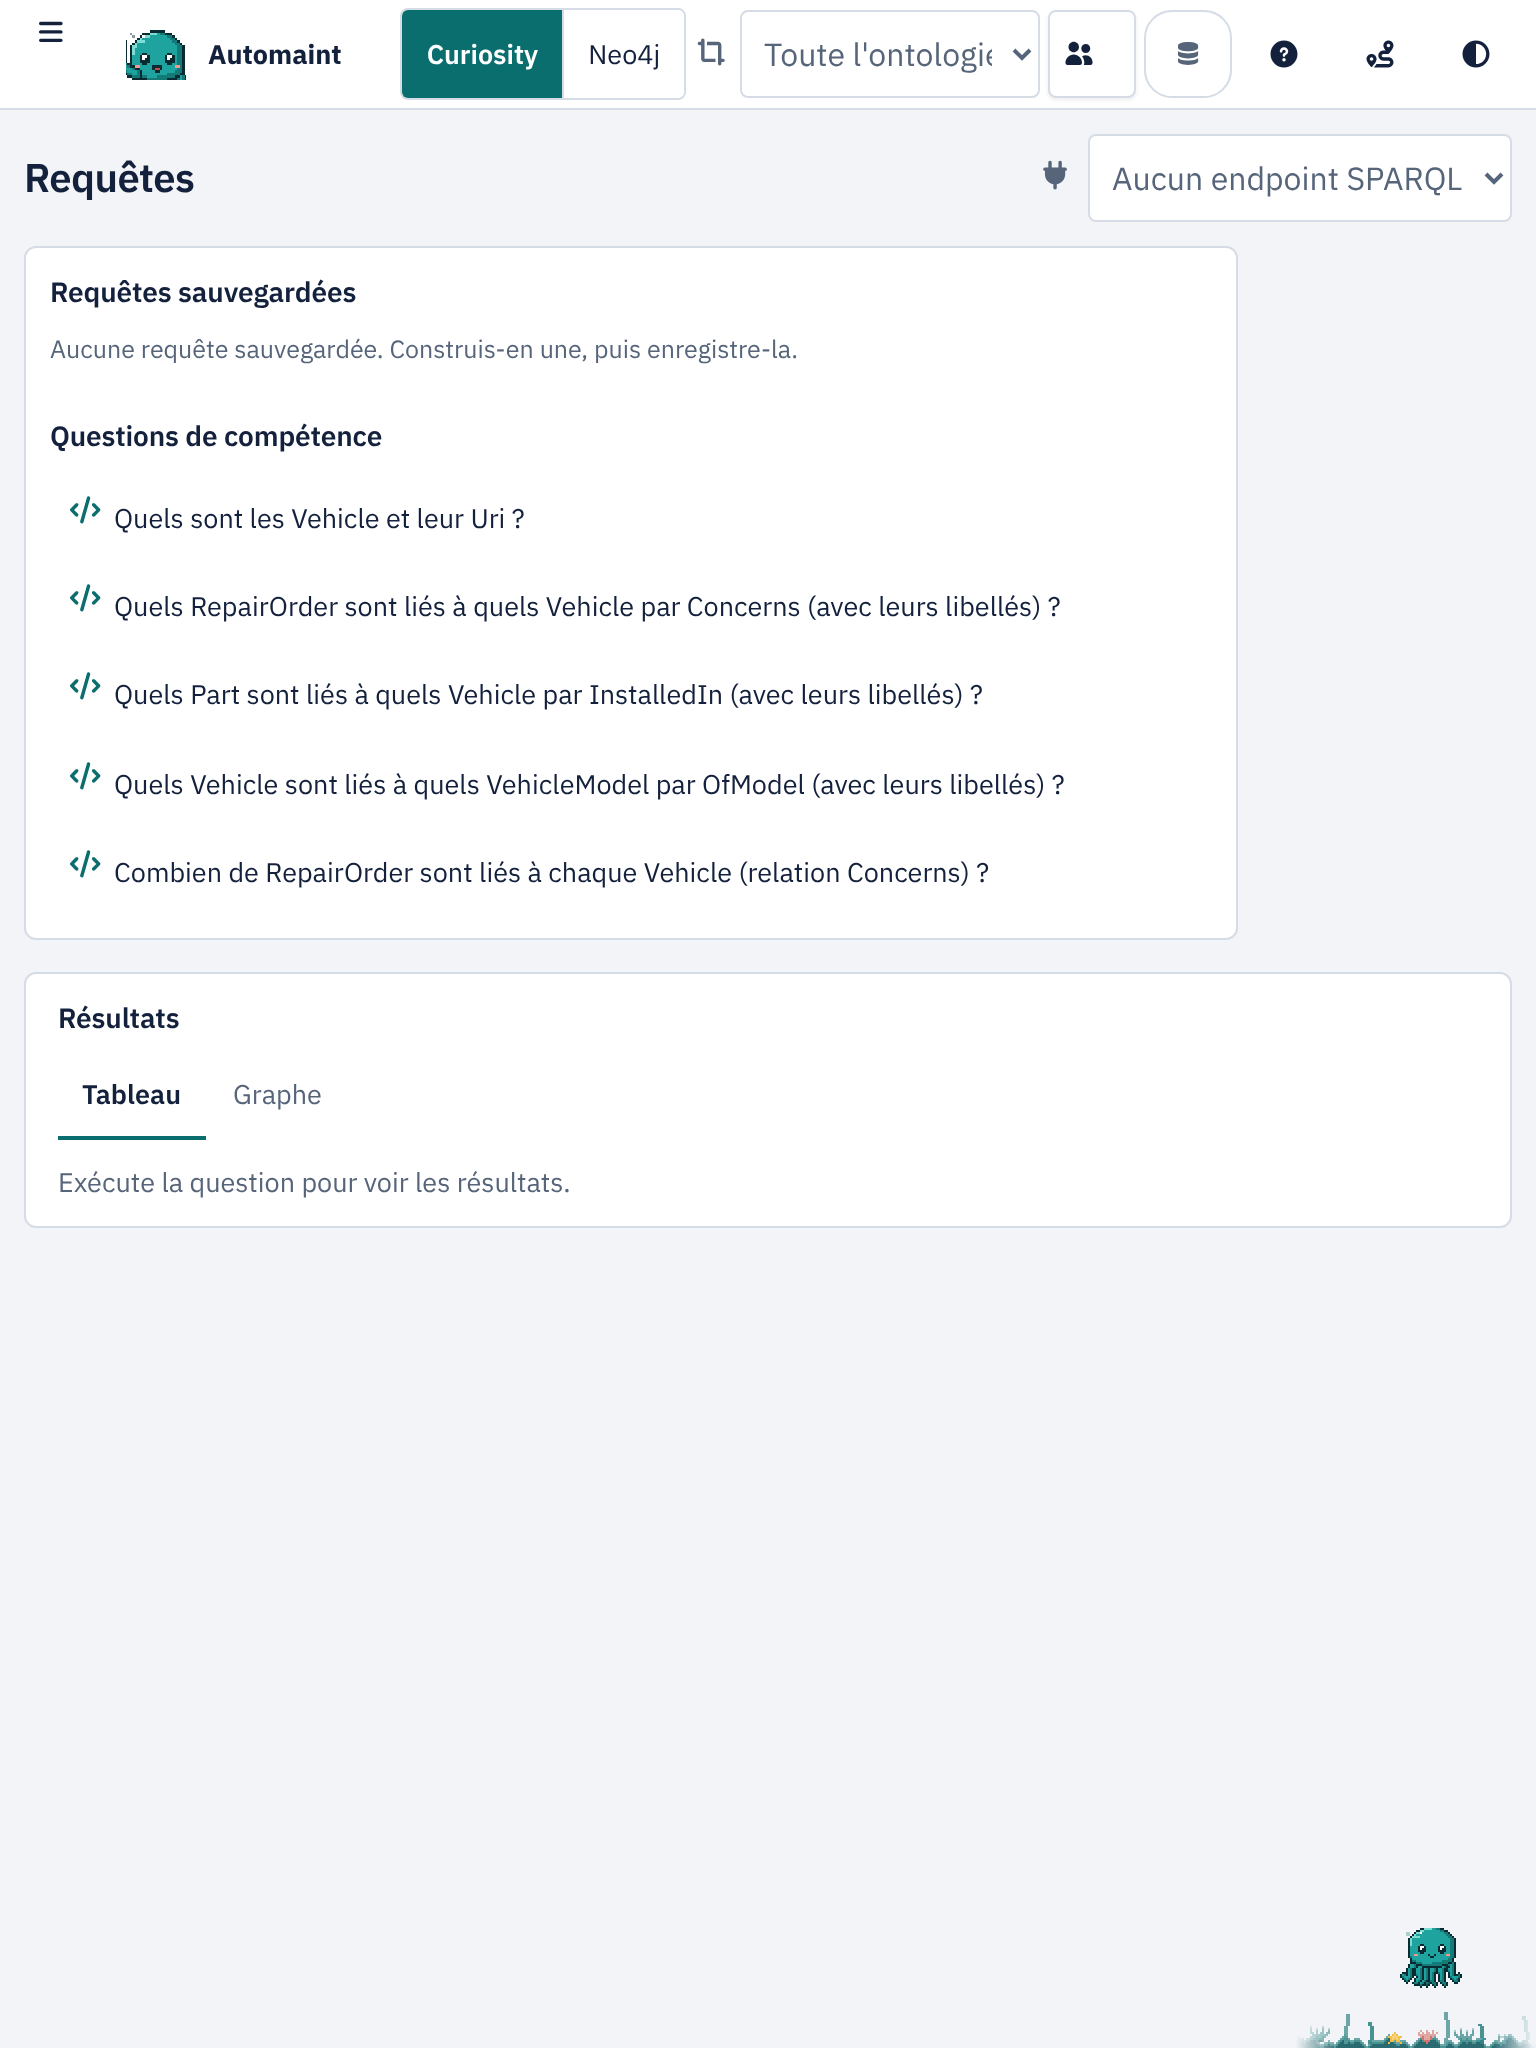 Automaint
Curiosity
Neo4j
Toute l'ontologie
Requêtes
Aucun endpoint SPARQL
Requêtes sauvegardées
Aucune requête sauvegardée. Construis-en une, puis enregistre-la.
Questions de compétence
Quels sont les Vehicle et leur Uri ?
Quels RepairOrder sont liés à quels Vehicle par Concerns (avec leurs libellés) ?
Quels Part sont liés à quels Vehicle par InstalledIn (avec leurs libellés) ?
Quels Vehicle sont liés à quels VehicleModel par OfModel (avec leurs libellés) ?
Combien de RepairOrder sont liés à chaque Vehicle (relation Concerns) ?
Résultats
Tableau
Graphe
Exécute la question pour voir les résultats.